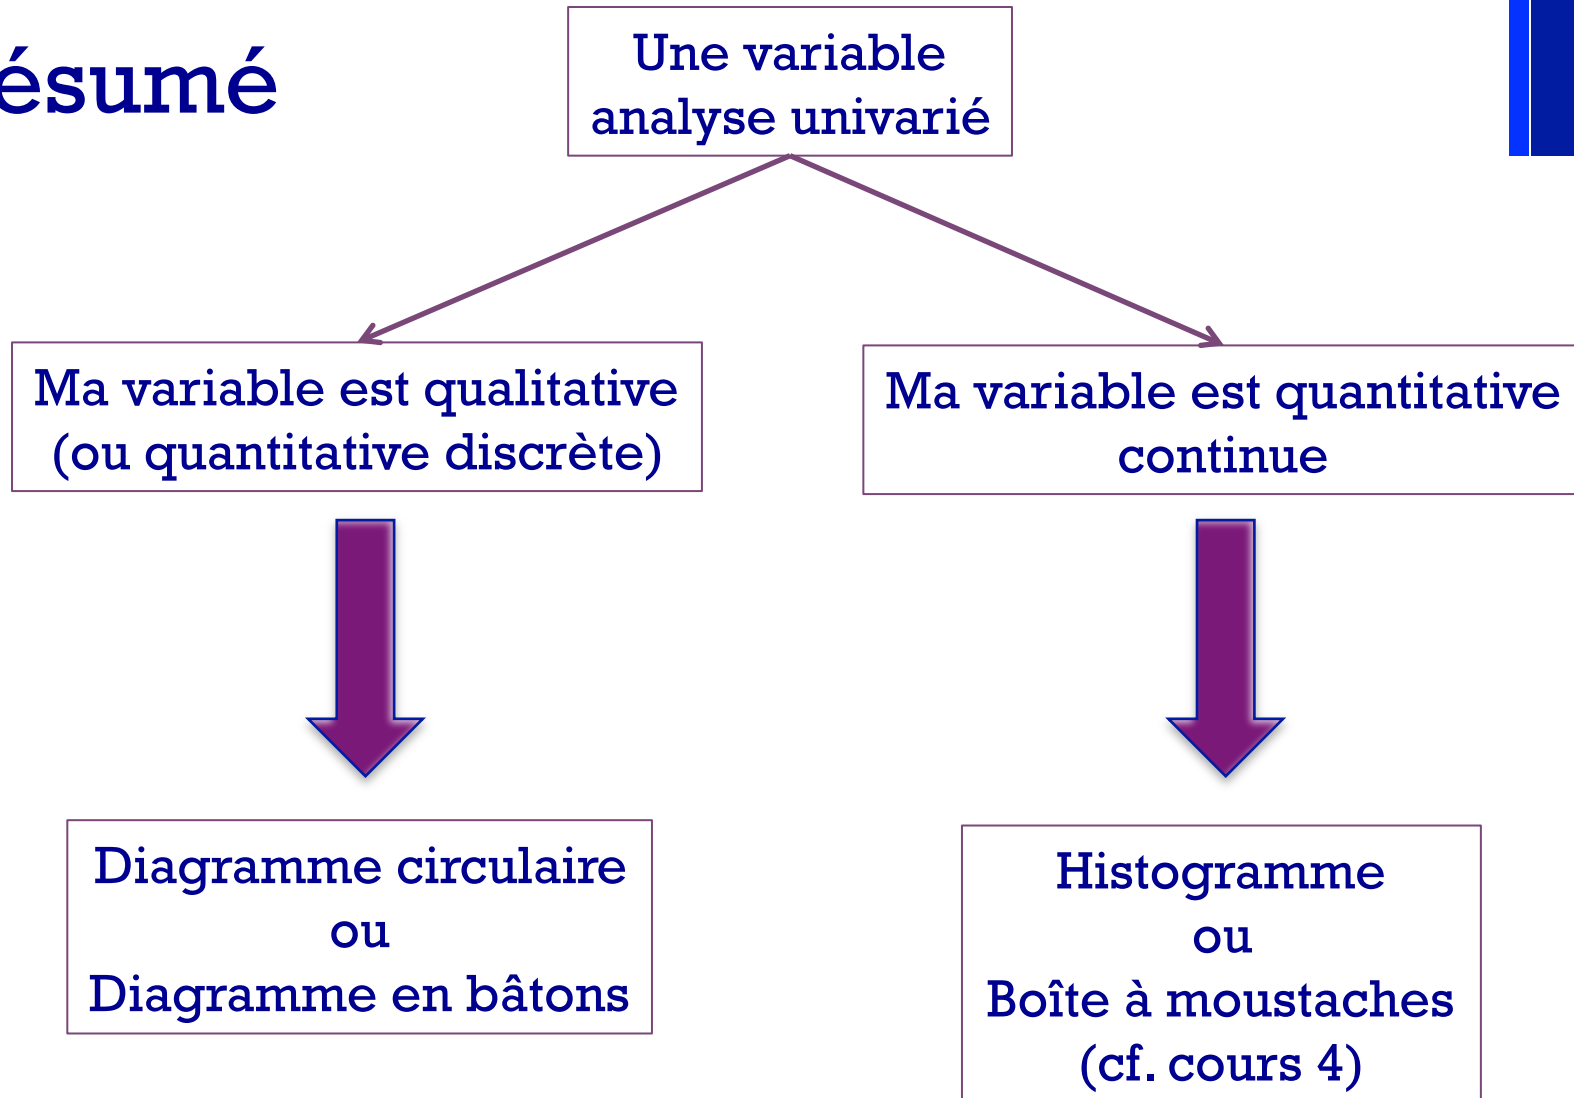 ésumé
Une variable
analyse univarié
Ma variable est qualitative
(ou quantitative discrète)
Ma variable est quantitative
continue
Diagramme circulaire
ou
Diagramme en bâtons
Histogramme
ou
Boîte à moustaches
(cf. cours 4)